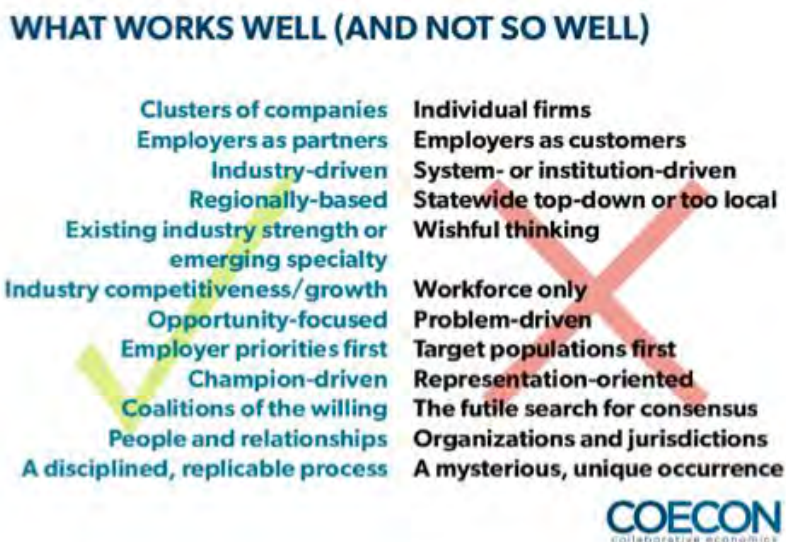 WHAT WORKS WELL (AND NOT SO WELL)
Clusters of companies Individual firms
Employers as partners Employers as customers
Industry-driven System- or institution-driven
Regionally-based Statewide top-down or too local
Existing industry strength or Wishful thinking
emerging specialty
Industry competitiveness/growth Workforce only
Opportunity-focused Problem-driven
Employer priorities first Target populations first
Champion-driven Representation-oriented
Coalitions of the willing The futile search for consensus
People and relationships Organizations and jurisdictions
A disciplined, replicable process A mysterious, unique occurrence
COECON
collaborative economics